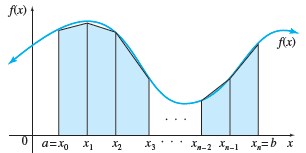 f(x)
f(x)
. . .
0 a=x₀ x₁ x₂ x₃ · · · xₙ₋₂ xₙ₋₁ xₙ=b x